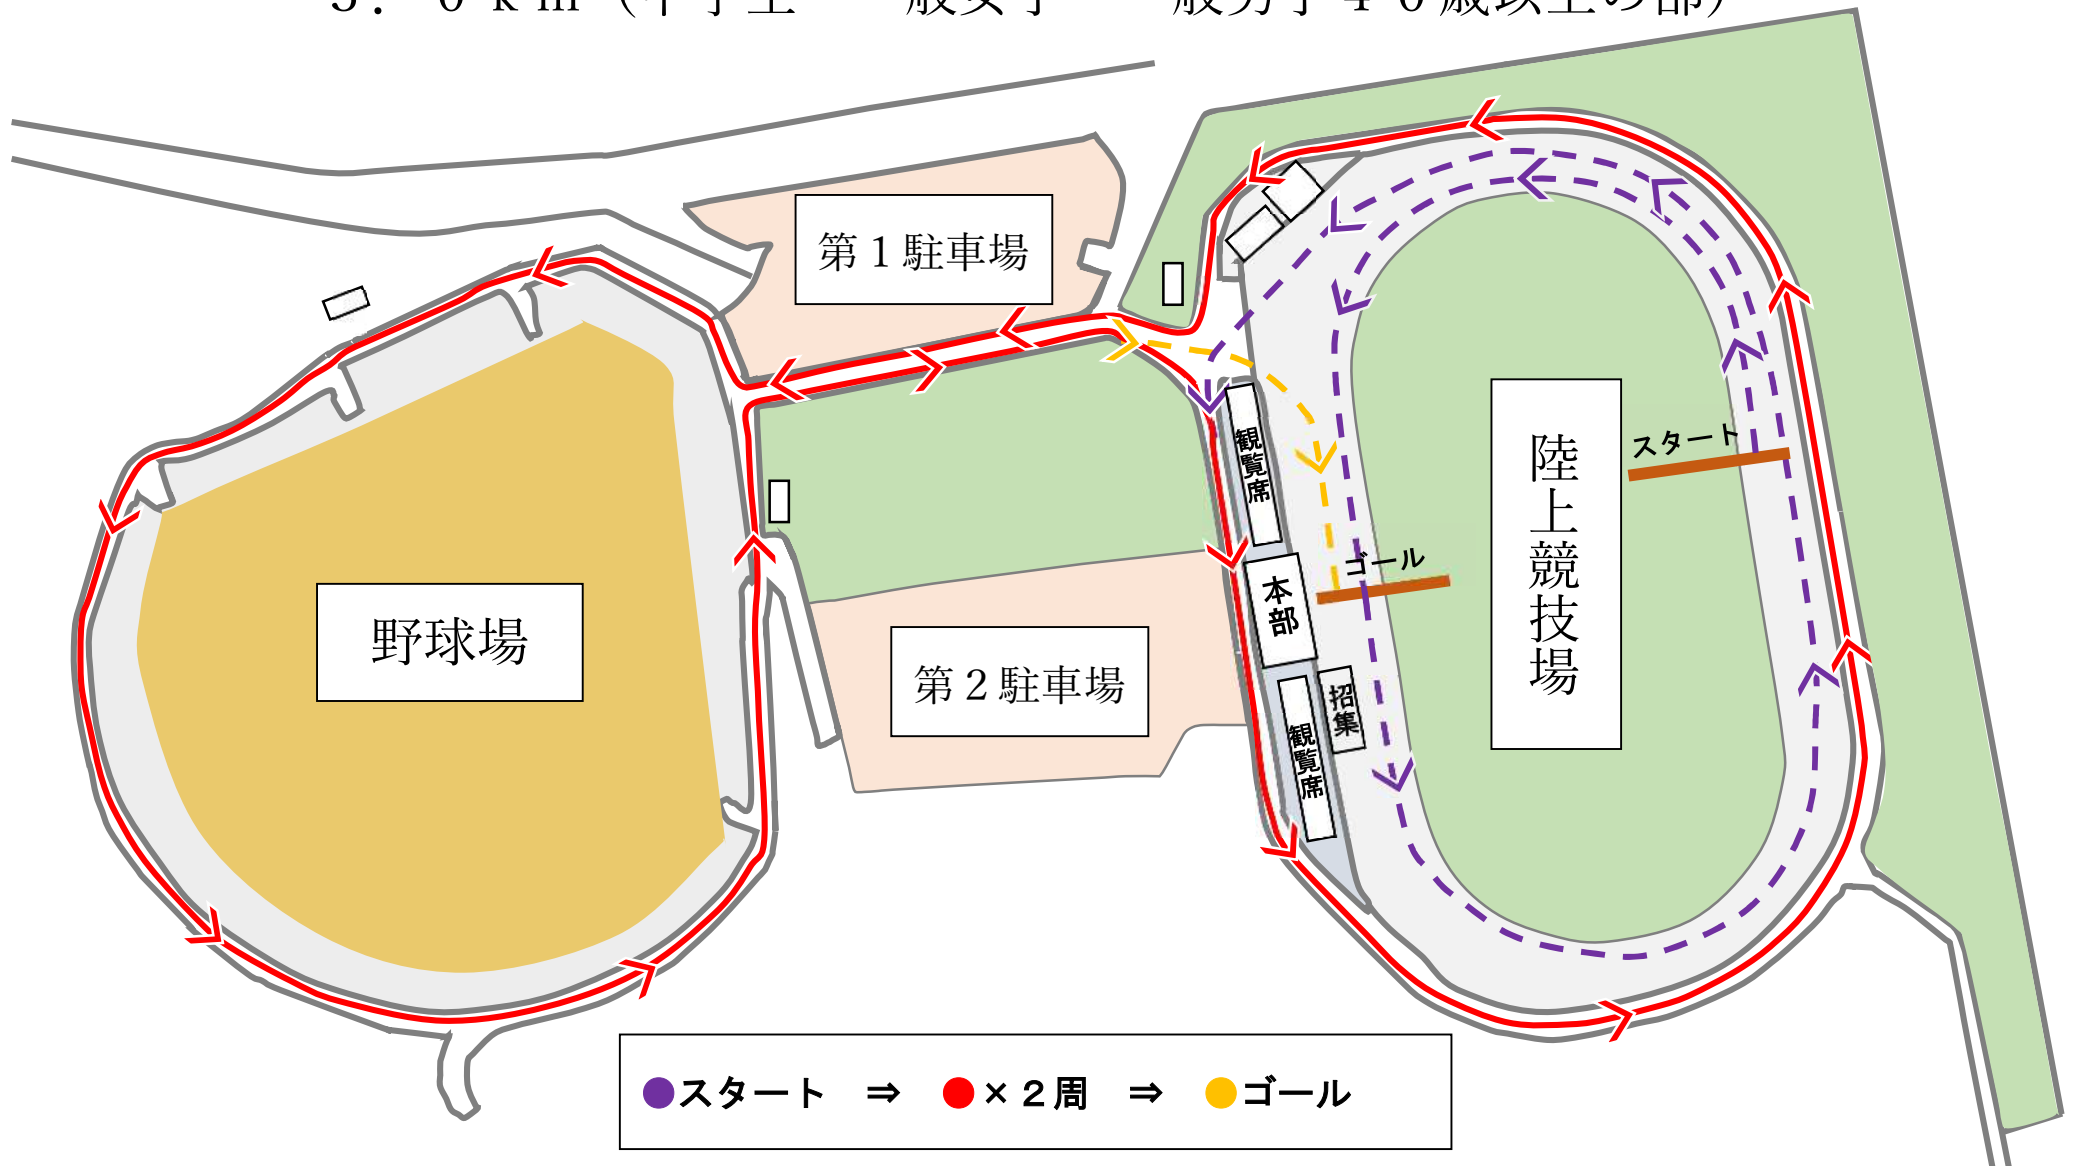 第１駐車場
観覧席
スタート
陸上競技場
ゴール
本部
野球場
第２駐車場
招集
観覧席
●スタート　⇒　●×２周　⇒　●ゴール